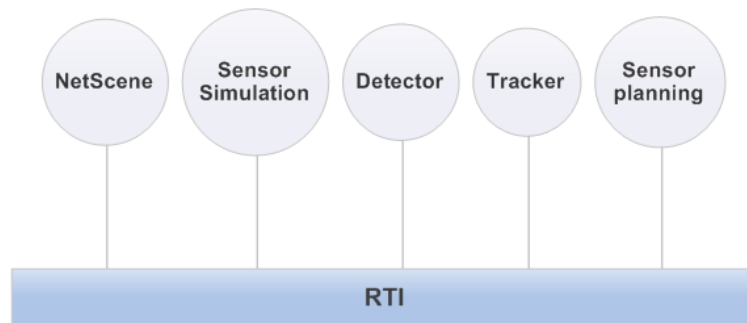 NetScene
Sensor
Simulation
Detector
Tracker
Sensor
planning
RTI